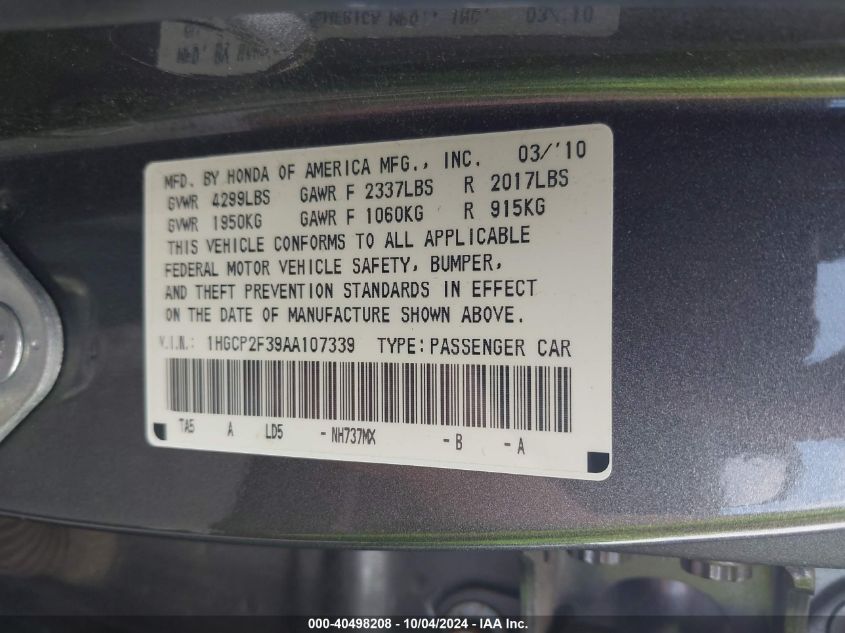 MFD. BY HONDA OF AMERICA MFG., INC. 03/'10
GVWR 4299LBS GAWR F 2337LBS R 2017LBS
GVWR 1950KG GAWR F 1060KG R 915KG
THIS VEHICLE CONFORMS TO ALL APPLICABLE
FEDERAL MOTOR VEHICLE SAFETY, BUMPER,
AND THEFT PREVENTION STANDARDS IN EFFECT
ON THE DATE OF MANUFACTURE SHOWN ABOVE.
V.I.N.: 1HGCP2F39AA107339 TYPE:PASSENGER CAR
TA5 A LD5 -NH737MX -B -A
000-40498208 - 10/04/2024 - IAA Inc.